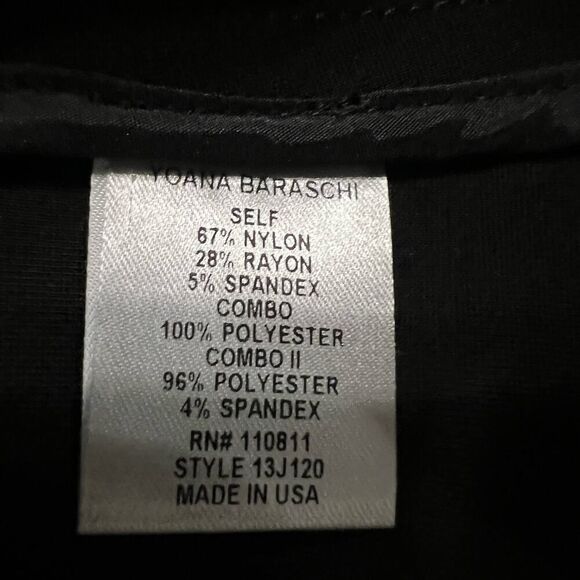 YOANA BARASCHI
SELF
67% NYLON
28% RAYON
5% SPANDEX
COMBO
100% POLYESTER
COMBO II
96% POLYESTER
4% SPANDEX
RN# 110811
STYLE 13J120
MADE IN USA